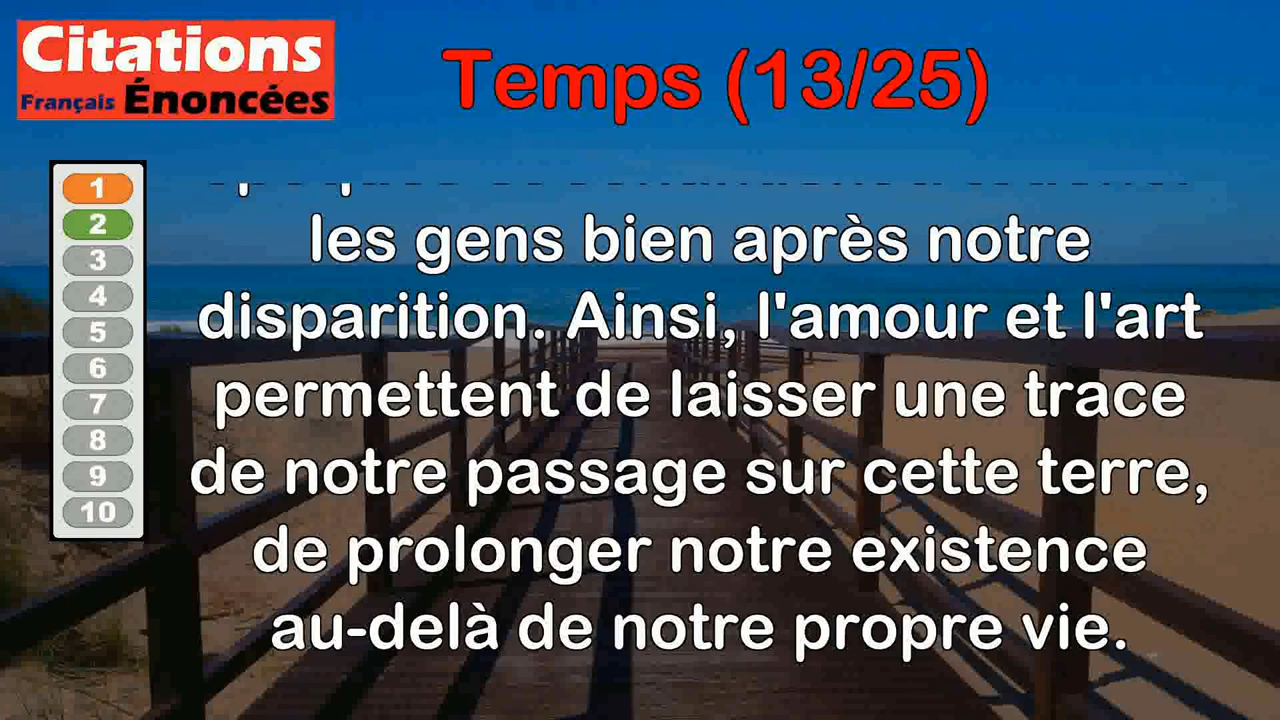 Citations
Français Énoncées
Temps (13/25)
1
2
3
4
5
6
7
8
9
10
les gens bien après notre
disparition. Ainsi, l'amour et l'art
permettent de laisser une trace
de notre passage sur cette terre,
de prolonger notre existence
au-delà de notre propre vie.